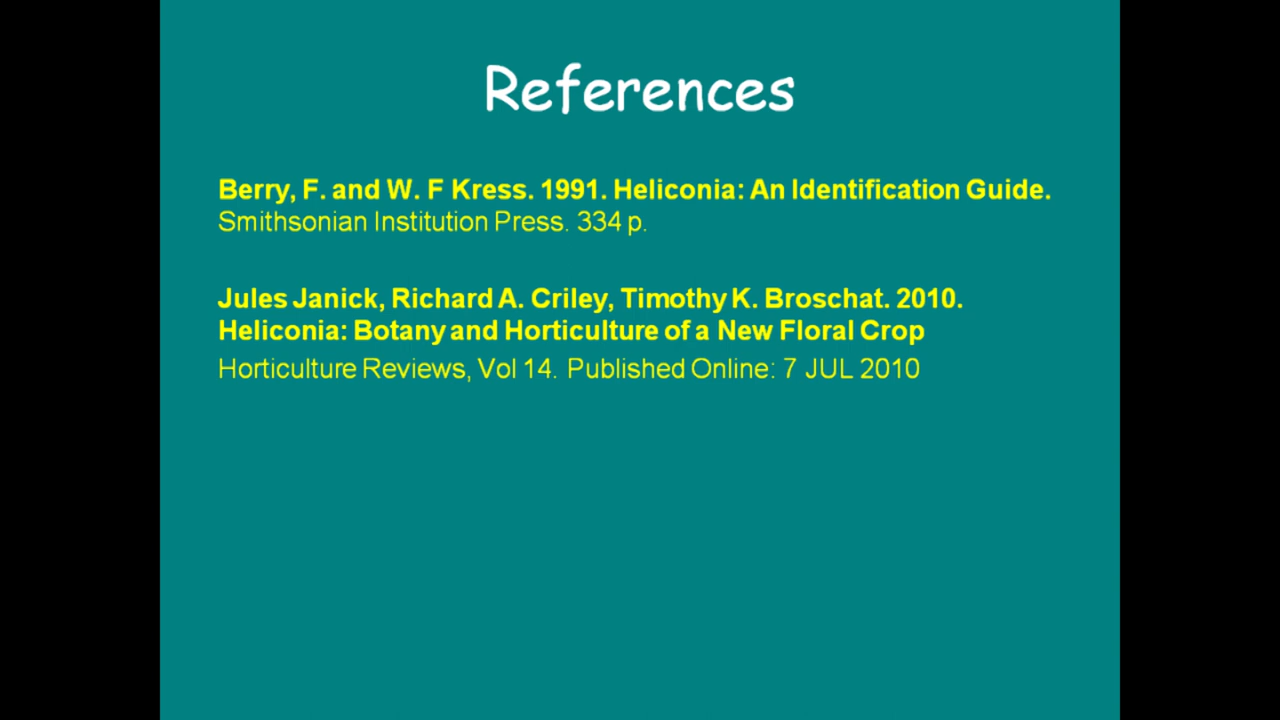 References
Berry, F. and W. F Kress. 1991. Heliconia: An Identification Guide.
Smithsonian Institution Press. 334 p.
Jules Janick, Richard A. Criley, Timothy K. Broschat. 2010.
Heliconia: Botany and Horticulture of a New Floral Crop
Horticulture Reviews, Vol 14. Published Online: 7 JUL 2010